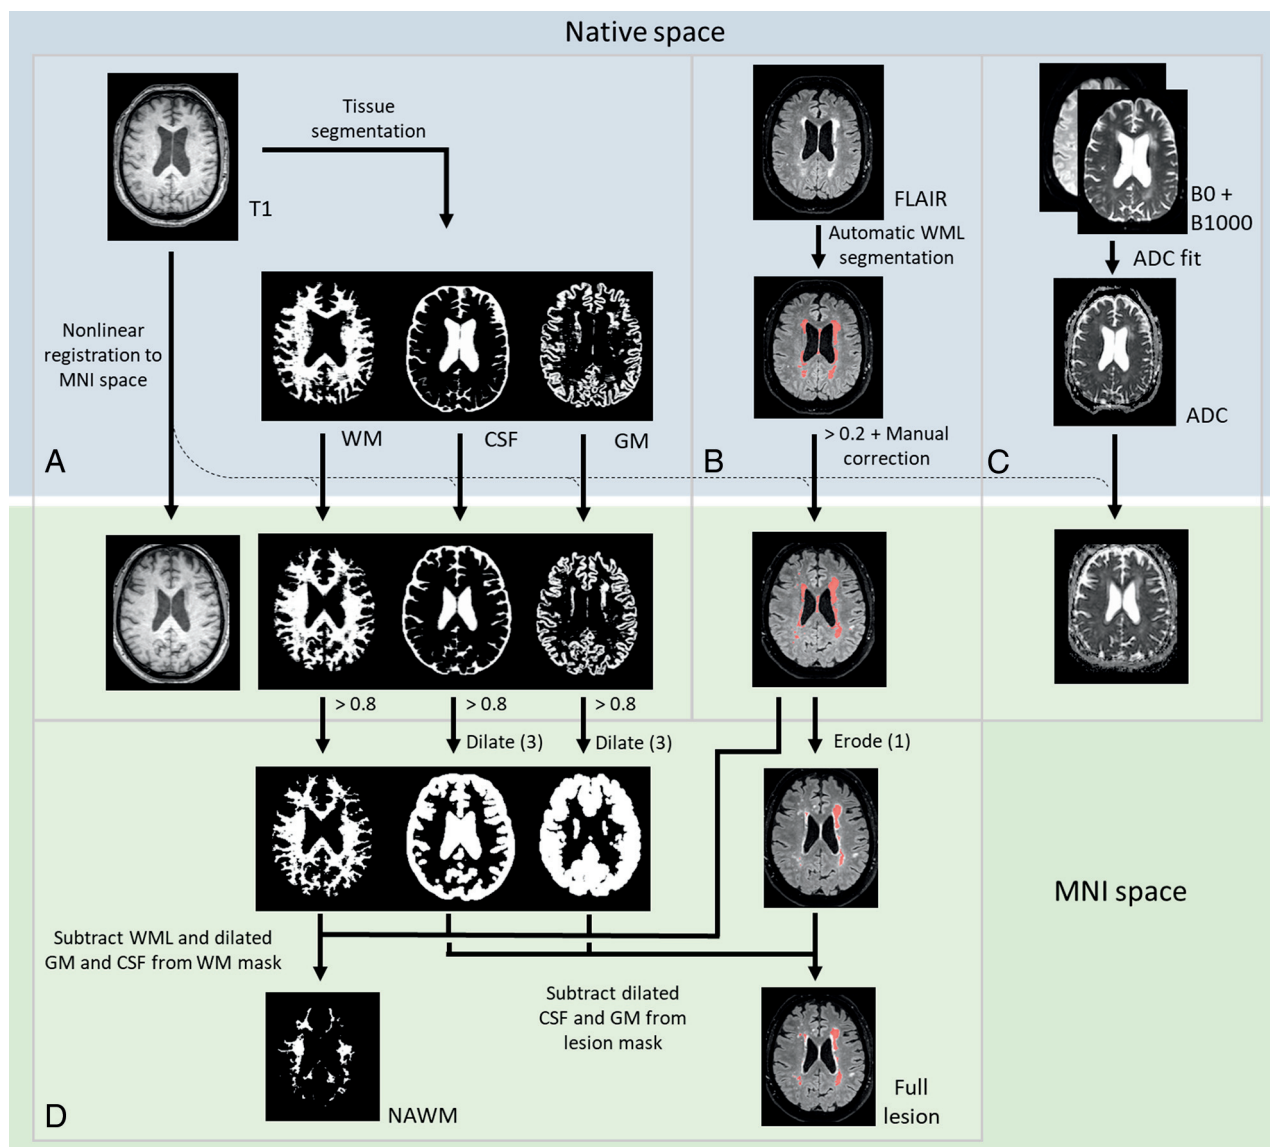 Native space
Tissue
segmentation
T1
Nonlinear
registration to
MNI space
WM
CSF
GM
A
FLAIR
Automatic WML
segmentation
> 0.2 + Manual
correction
B
B0 +
B1000
ADC fit
ADC
C
> 0.8
> 0.8
> 0.8
Dilate (3)
Dilate (3)
Erode (1)
MNI space
Subtract WML and dilated
GM and CSF from WM mask
Subtract dilated
CSF and GM from
lesion mask
NAWM
Full
lesion
D